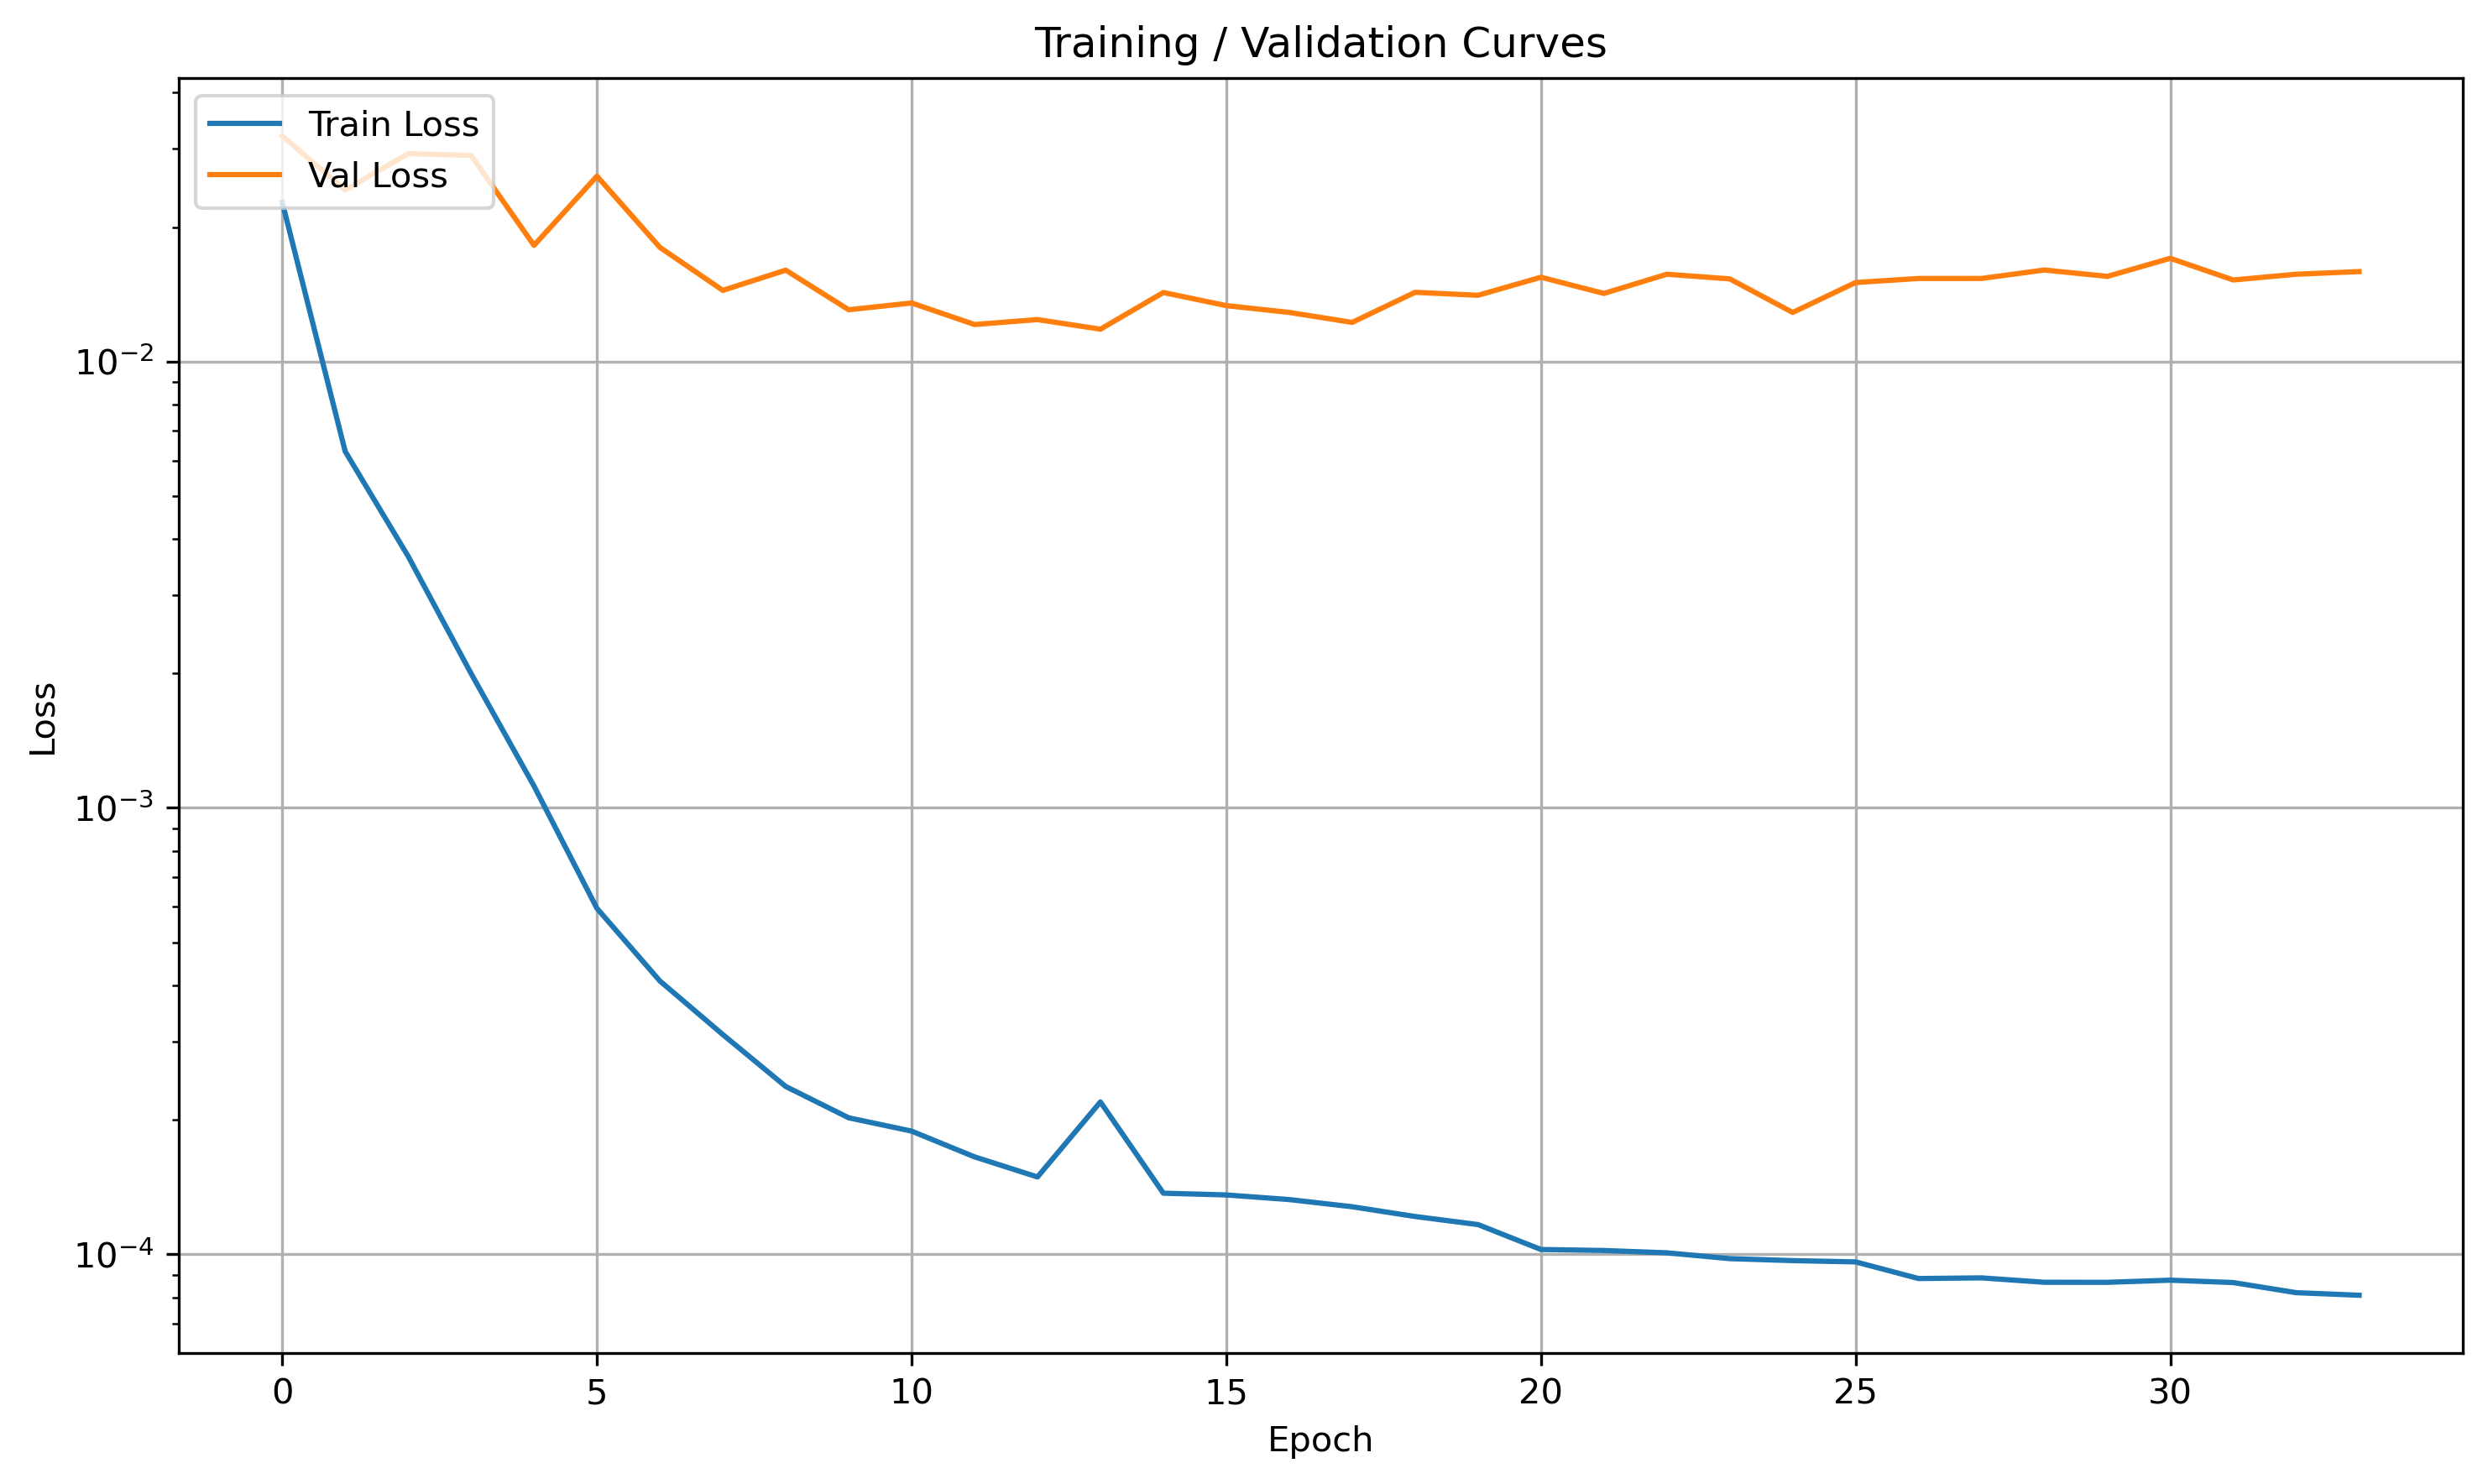 Training / Validation Curves
Train Loss
Val Loss
10⁻²
10⁻³
10⁻⁴
Loss
0 5 10 15 20 25 30
Epoch